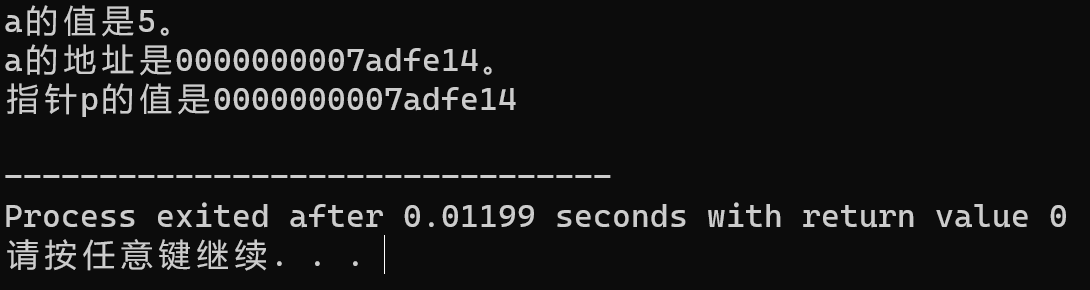 a的值是5。
a的地址是0000000007adfe14。
指针p的值是0000000007adfe14
--------------------------------
Process exited after 0.01199 seconds with return value 0
请按任意键继续. . .